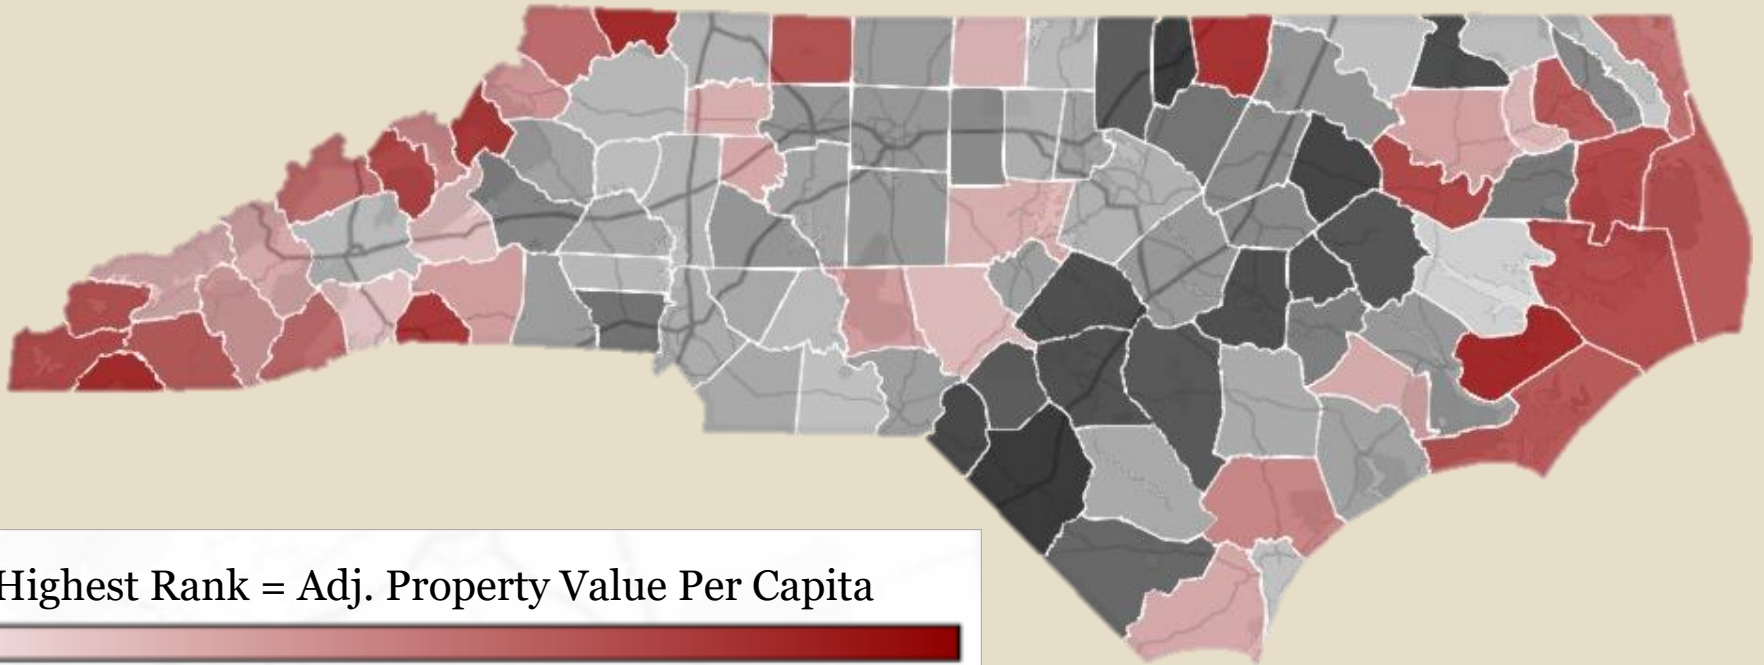 Highest Rank = Adj. Property Value Per Capita